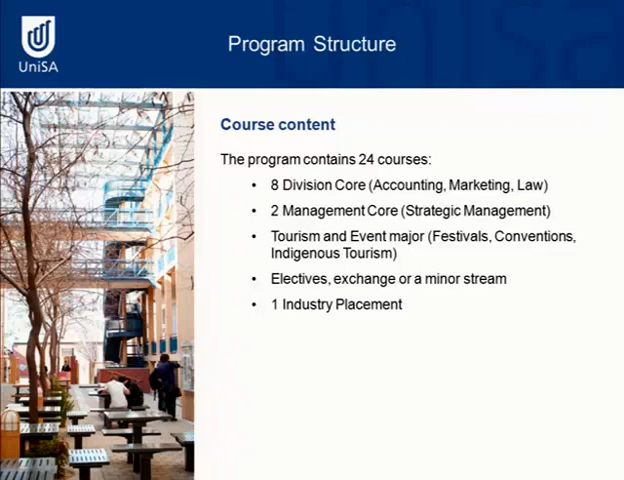 UniSA
Program Structure
Course content
The program contains 24 courses:
• 8 Division Core (Accounting, Marketing, Law)
• 2 Management Core (Strategic Management)
• Tourism and Event major (Festivals, Conventions,
Indigenous Tourism)
• Electives, exchange or a minor stream
• 1 Industry Placement